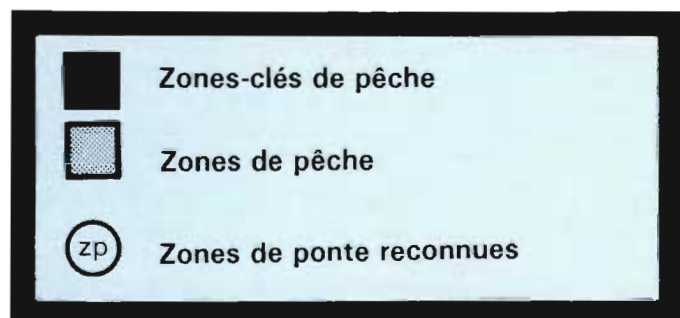 Zones-clés de pêche
Zones de pêche
zp Zones de ponte reconnues